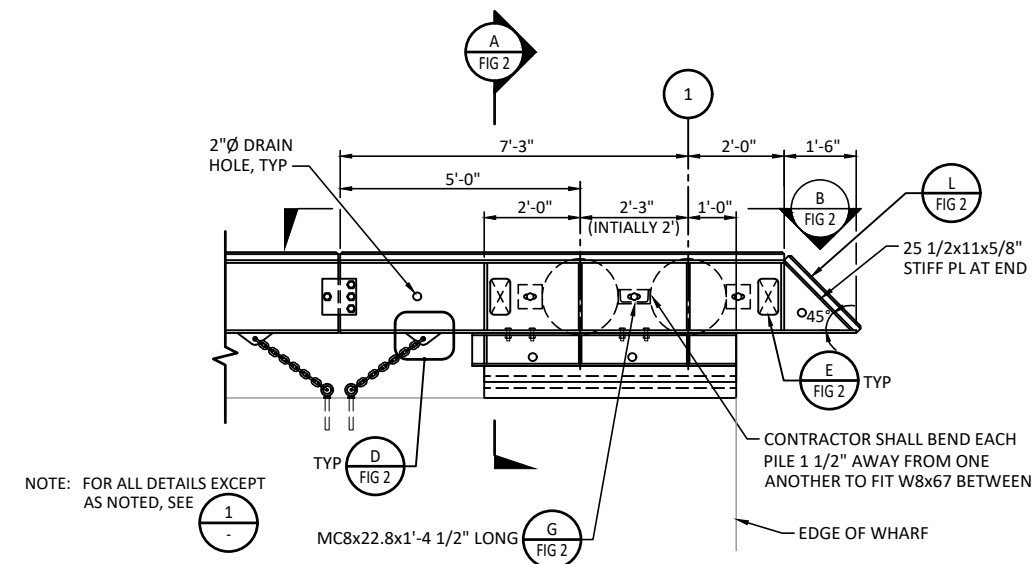 A
FIG 2
1
2"Ø DRAIN
HOLE, TYP
7'-3"
2'-0"
1'-6"
5'-0"
B
FIG 2
L
FIG 2
2'-0"
2'-3"
(INTIALLY 2')
1'-0"
25 1/2x11x5/8"
STIFF PL AT END
45°
E
FIG 2
TYP
TYP
D
FIG 2
CONTRACTOR SHALL BEND EACH
PILE 1 1/2" AWAY FROM ONE
ANOTHER TO FIT W8x67 BETWEEN
NOTE: FOR ALL DETAILS EXCEPT
AS NOTED, SEE
1
-
MC8x22.8x1'-4 1/2" LONG
G
FIG 2
EDGE OF WHARF